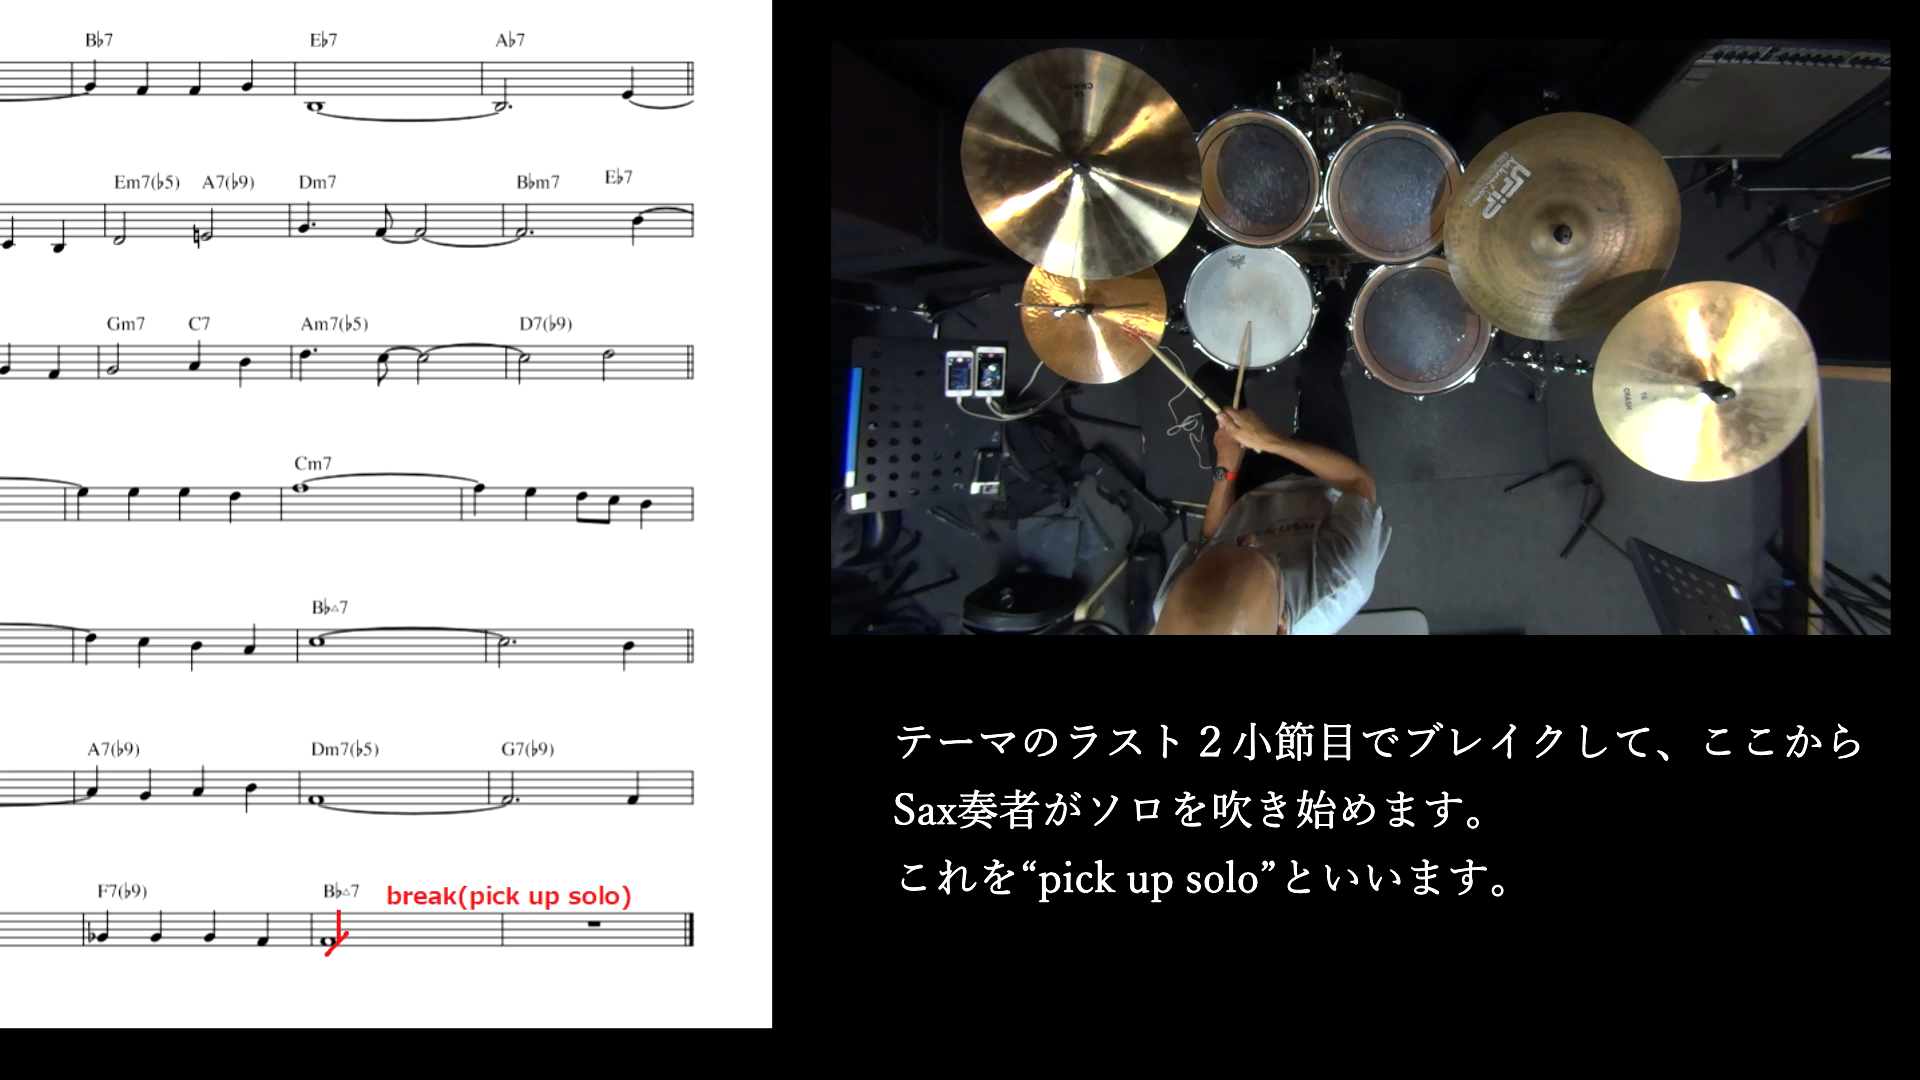 B♭7 E♭7 A♭7
Em7(♭5) A7(♭9) Dm7 B♭m7 E♭7
Gm7 C7 Am7(♭5) D7(♭9)
Cm7
B♭△7
A7(♭9) Dm7(♭5) G7(♭9)
F7(♭9) B♭△7 break(pick up solo)
UFiP
16
CRASH
テーマのラスト２小節目でブレイクして、ここから
Sax奏者がソロを吹き始めます。
これを“pick up solo”といいます。